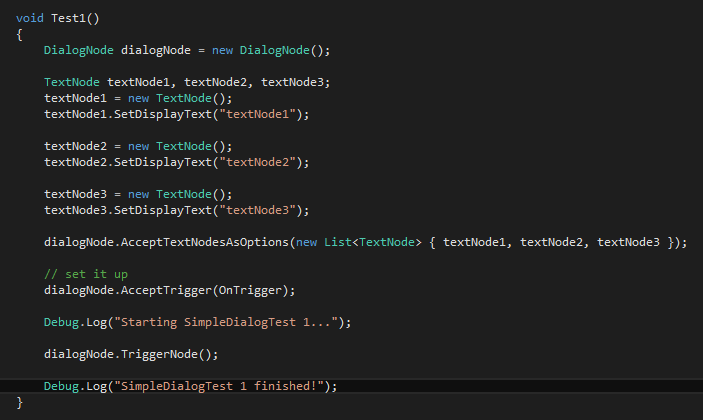 void Test1()
{
DialogNode dialogNode = new DialogNode();
TextNode textNode1, textNode2, textNode3;
textNode1 = new TextNode();
textNode1.SetDisplayText("textNode1");
textNode2 = new TextNode();
textNode2.SetDisplayText("textNode2");
textNode3 = new TextNode();
textNode3.SetDisplayText("textNode3");
dialogNode.AcceptTextNodesAsOptions(new List<TextNode> { textNode1, textNode2, textNode3 });
// set it up
dialogNode.AcceptTrigger(OnTrigger);
Debug.Log("Starting SimpleDialogTest 1...");
dialogNode.TriggerNode();
Debug.Log("SimpleDialogTest 1 finished!");
}